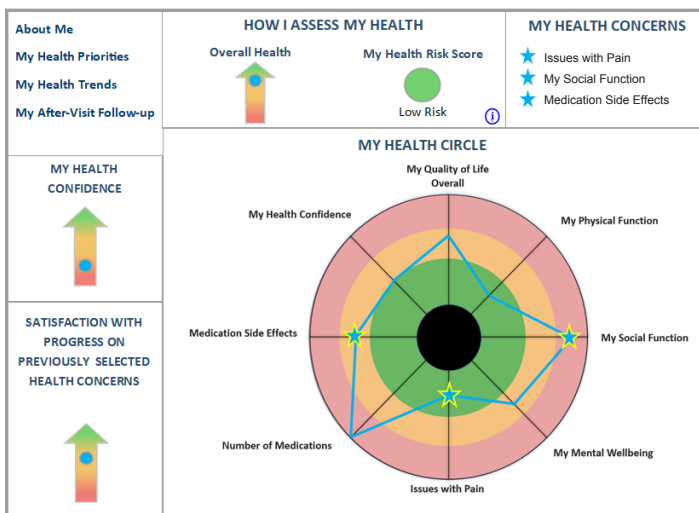 About Me
My Health Priorities
My Health Trends
My After-Visit Follow-up
HOW I ASSESS MY HEALTH
Overall Health
My Health Risk Score
Low Risk
i
MY HEALTH CONCERNS
Issues with Pain
My Social Function
Medication Side Effects
MY HEALTH
CONFIDENCE
SATISFACTION WITH
PROGRESS ON
PREVIOUSLY SELECTED
HEALTH CONCERNS
MY HEALTH CIRCLE
My Quality of Life
Overall
My Health Confidence
My Physical Function
Medication Side Effects
My Social Function
Number of Medications
My Mental Wellbeing
Issues with Pain